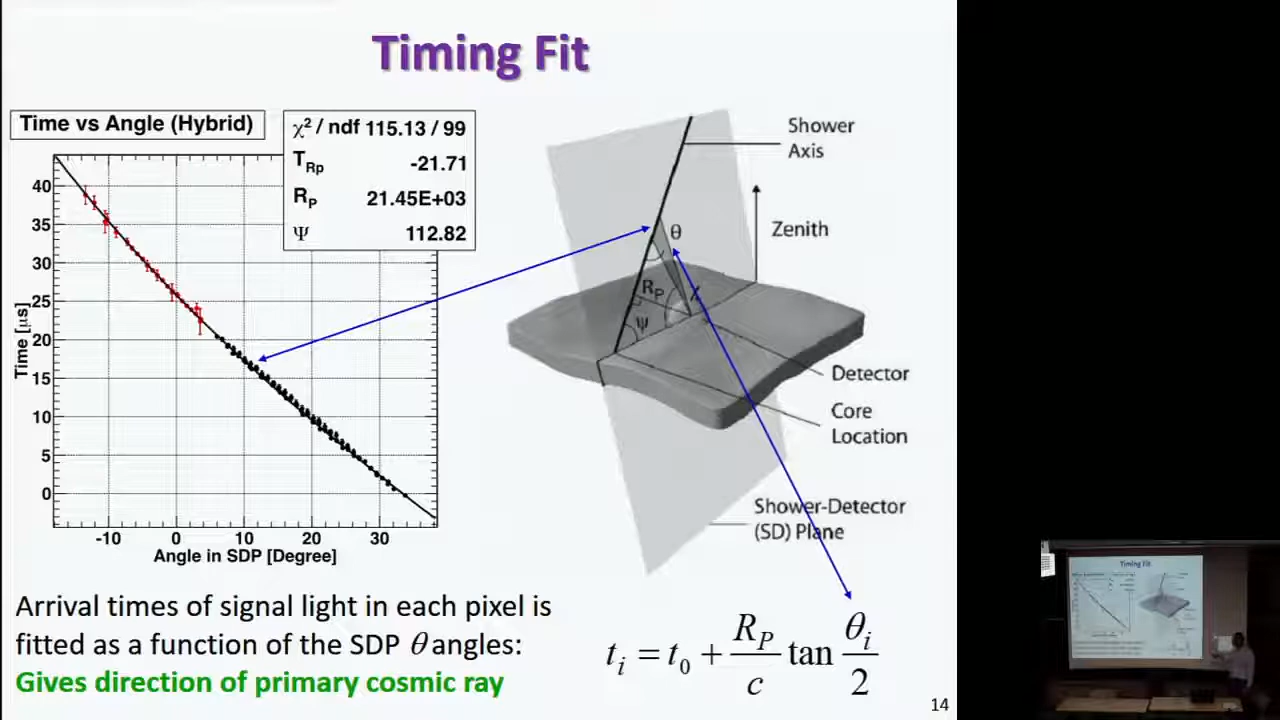 Timing Fit
Time vs Angle (Hybrid)
χ² / ndf 115.13 / 99
T_Rp -21.71
R_P 21.45E+03
Ψ 112.82
Time [μs]
40
35
30
25
20
15
10
5
0
-10 0 10 20 30
Angle in SDP [Degree]
Shower
Axis
θ
Zenith
R_P
χ
ψ
Detector
Core
Location
Shower-Detector
(SD) Plane
Arrival times of signal light in each pixel is
fitted as a function of the SDP θ angles:
Gives direction of primary cosmic ray
t_i = t_0 + R_P/c tan θ_i/2
14
Timing Fit